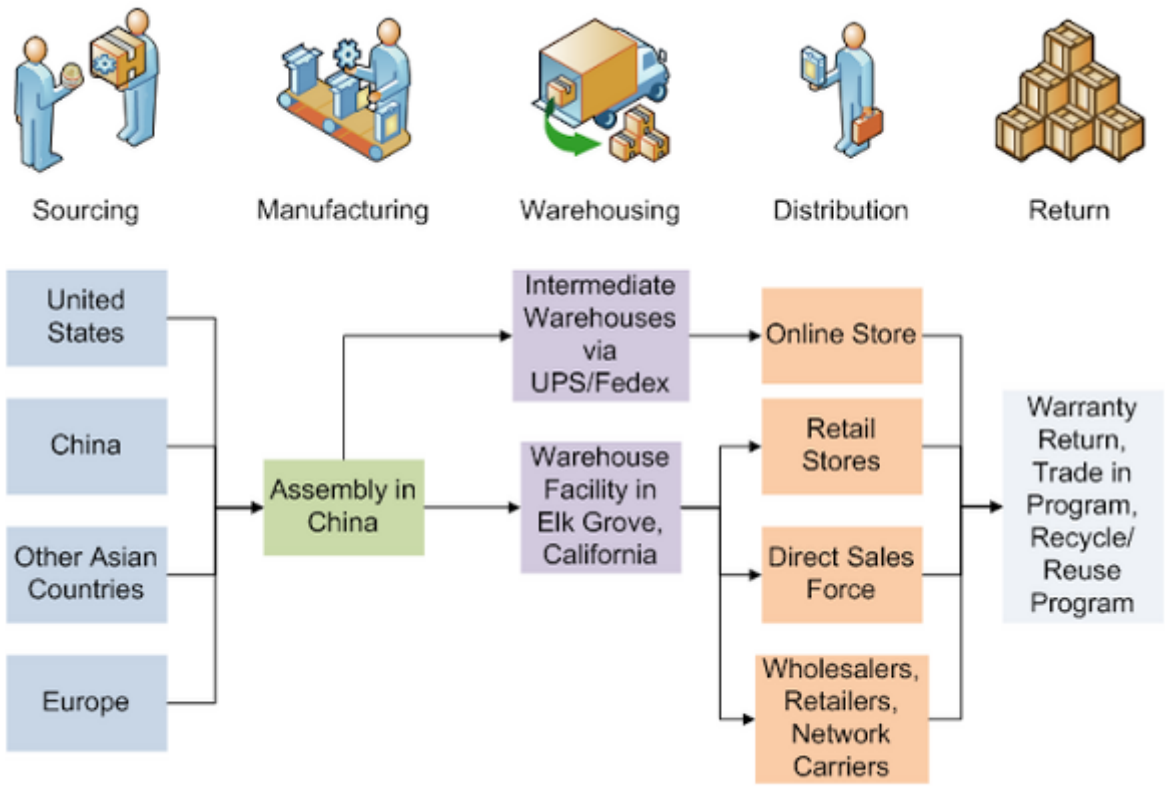 Sourcing
Manufacturing
Warehousing
Distribution
Return
United
States
China
Other Asian
Countries
Europe
Assembly in
China
Intermediate
Warehouses
via
UPS/Fedex
Warehouse
Facility in
Elk Grove,
California
Online Store
Retail
Stores
Direct Sales
Force
Wholesalers,
Retailers,
Network
Carriers
Warranty
Return,
Trade in
Program,
Recycle/
Reuse
Program